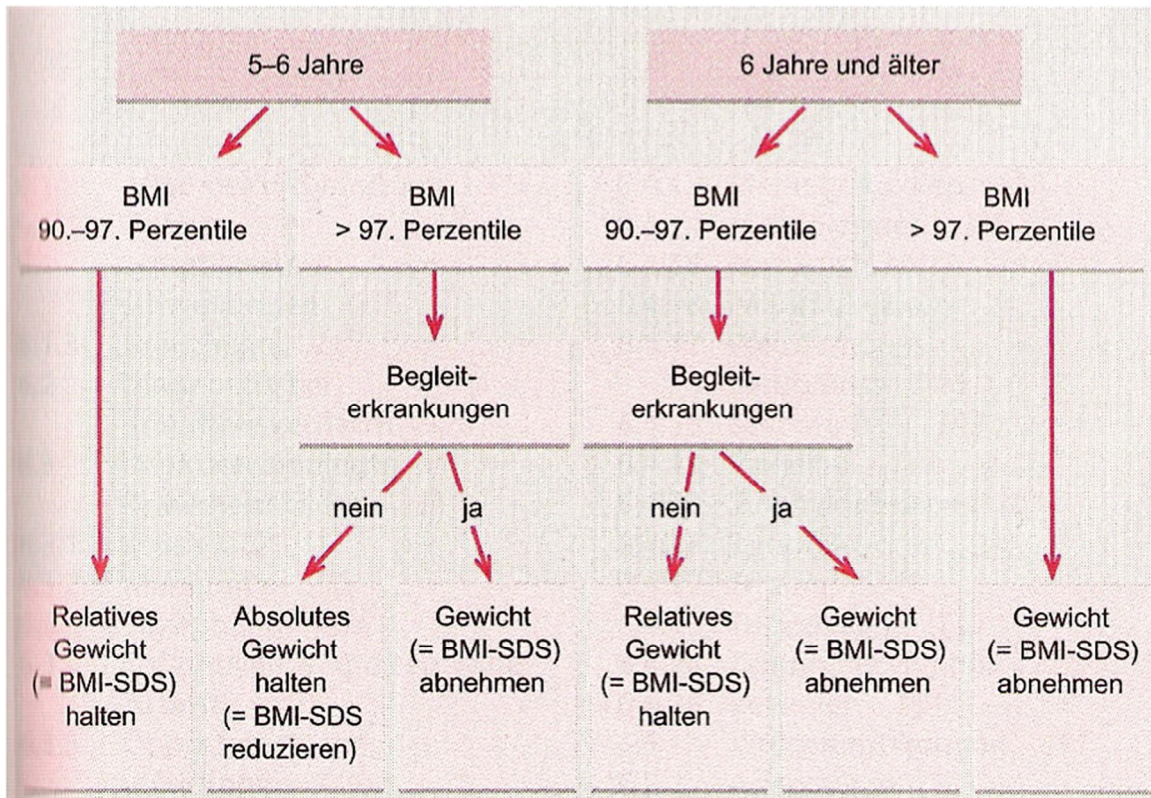 5–6 Jahre
6 Jahre und älter
BMI
90.–97. Perzentile
BMI
> 97. Perzentile
BMI
90.–97. Perzentile
BMI
> 97. Perzentile
Begleit-
erkrankungen
Begleit-
erkrankungen
nein
ja
nein
ja
Relatives
Gewicht
(= BMI-SDS)
halten
Absolutes
Gewicht
halten
(= BMI-SDS
reduzieren)
Gewicht
(= BMI-SDS)
abnehmen
Relatives
Gewicht
(= BMI-SDS)
halten
Gewicht
(= BMI-SDS)
abnehmen
Gewicht
(= BMI-SDS)
abnehmen